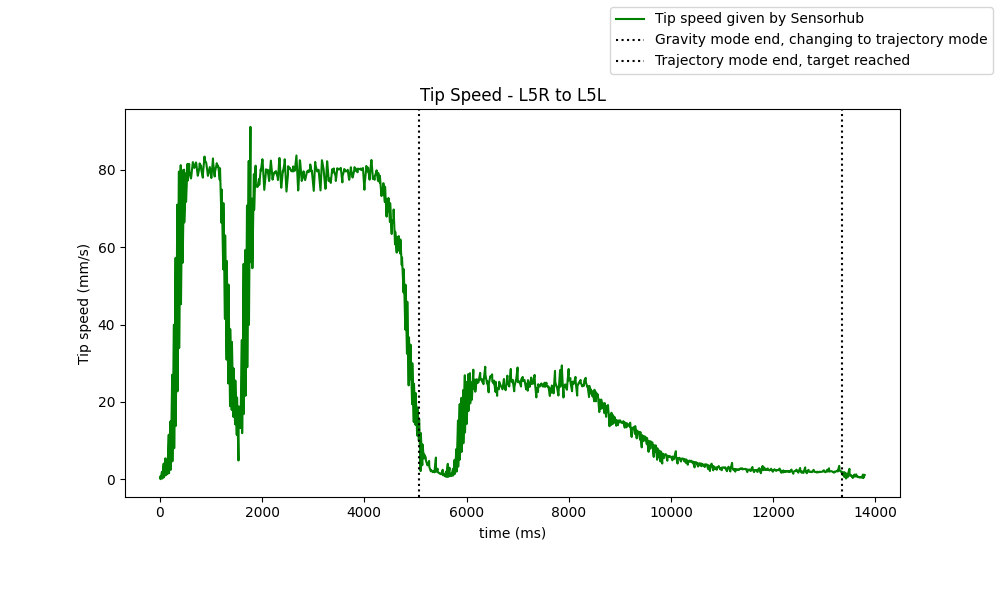 Tip speed given by Sensorhub
Gravity mode end, changing to trajectory mode
Trajectory mode end, target reached
Tip Speed - L5R to L5L
Tip speed (mm/s)
80
60
40
20
0
0 2000 4000 6000 8000 10000 12000 14000
time (ms)